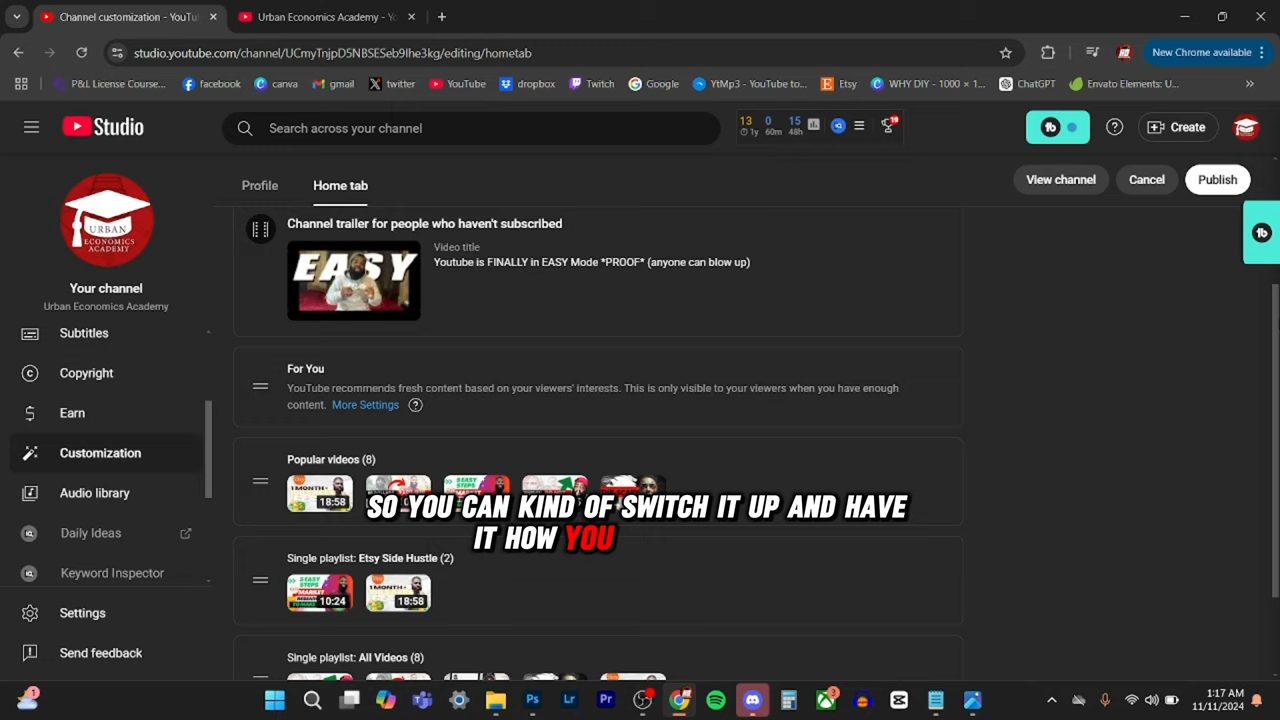 Channel customization - YouTu
Urban Economics Academy - Yo
studio.youtube.com/channel/UCmyTnjpD5NBSESeb9Ihe3kg/editing/hometab
New Chrome available
P&L License Course...
facebook
canva
gmail
twitter
YouTube
dropbox
Twitch
Google
YtMp3 - YouTube to...
Etsy
WHY DIY - 1000 × 1...
ChatGPT
Envato Elements: U...
Studio
Search across your channel
13 0 15
1y 60m 48h
19
Create
Profile
Home tab
View channel
Cancel
Publish
URBAN
ECONOMICS
ACADEMY
Your channel
Urban Economics Academy
Subtitles
Copyright
Earn
Customization
Audio library
Daily Ideas
Keyword Inspector
Settings
Send feedback
Channel trailer for people who haven't subscribed
EASY
Video title
Youtube is FINALLY in EASY Mode *PROOF* (anyone can blow up)
For You
YouTube recommends fresh content based on your viewers' interests. This is only visible to your viewers when you have enough
content. More Settings
Popular videos (8)
18:58
SO YOU CAN KIND OF SWITCH IT UP AND HAVE
IT HOW YOU
Single playlist: Etsy Side Hustle (2)
10:24
18:58
Single playlist: All Videos (8)
1
Ps
Lr
Pr
3
1:17 AM
11/11/2024